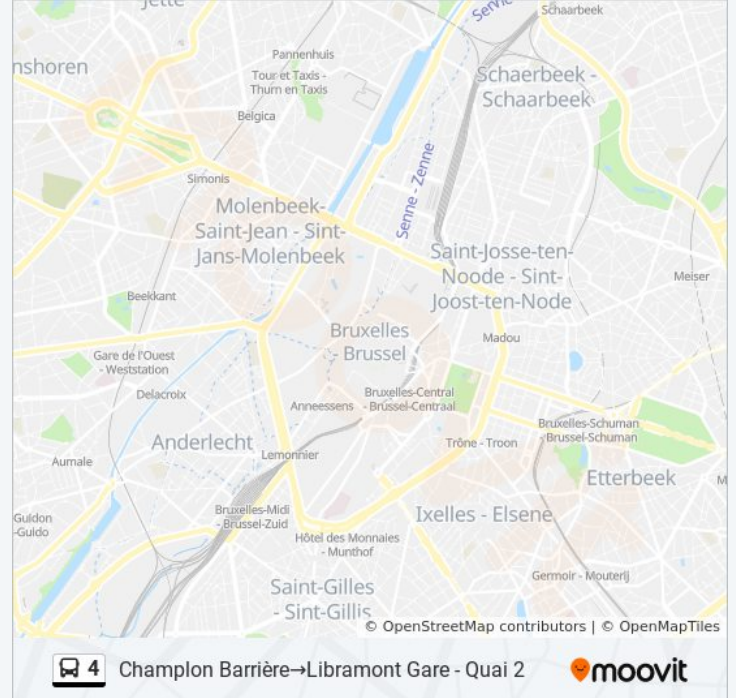 Jette
Servic
Schaarbeek
Pannenhuis
nshoren
Tour et Taxis -
Thurn en Taxis
Schaerbeek -
Schaarbeek
Belgica
Senne - Zenne
Simonis
Molenbeek-
Saint-Jean - Sint-
Jans-Molenbeek
Saint-Josse-ten-
Noode - Sint-
Joost-ten-Node
Meiser
Beekkant
Bruxelles
- Brussel
Madou
Gare de l'Ouest
- Weststation
Delacroix
Bruxelles-Central
- Brussel-Centraal
Anneessens
Bruxelles-Schuman
- Brussel-Schuman
Anderlecht
Trône - Troon
Lemonnier
Aumale
Etterbeek
M
Bruxelles-Midi
- Brussel-Zuid
Ixelles - Elsene
Guidon
-Guido
Hôtel des Monnaies
- Munthof
Germoir - Mouterij
Saint-Gilles
- Sint-Gillis
© OpenStreetMap contributors | © OpenMapTiles
4 Champlon Barrière→Libramont Gare - Quai 2
moovit